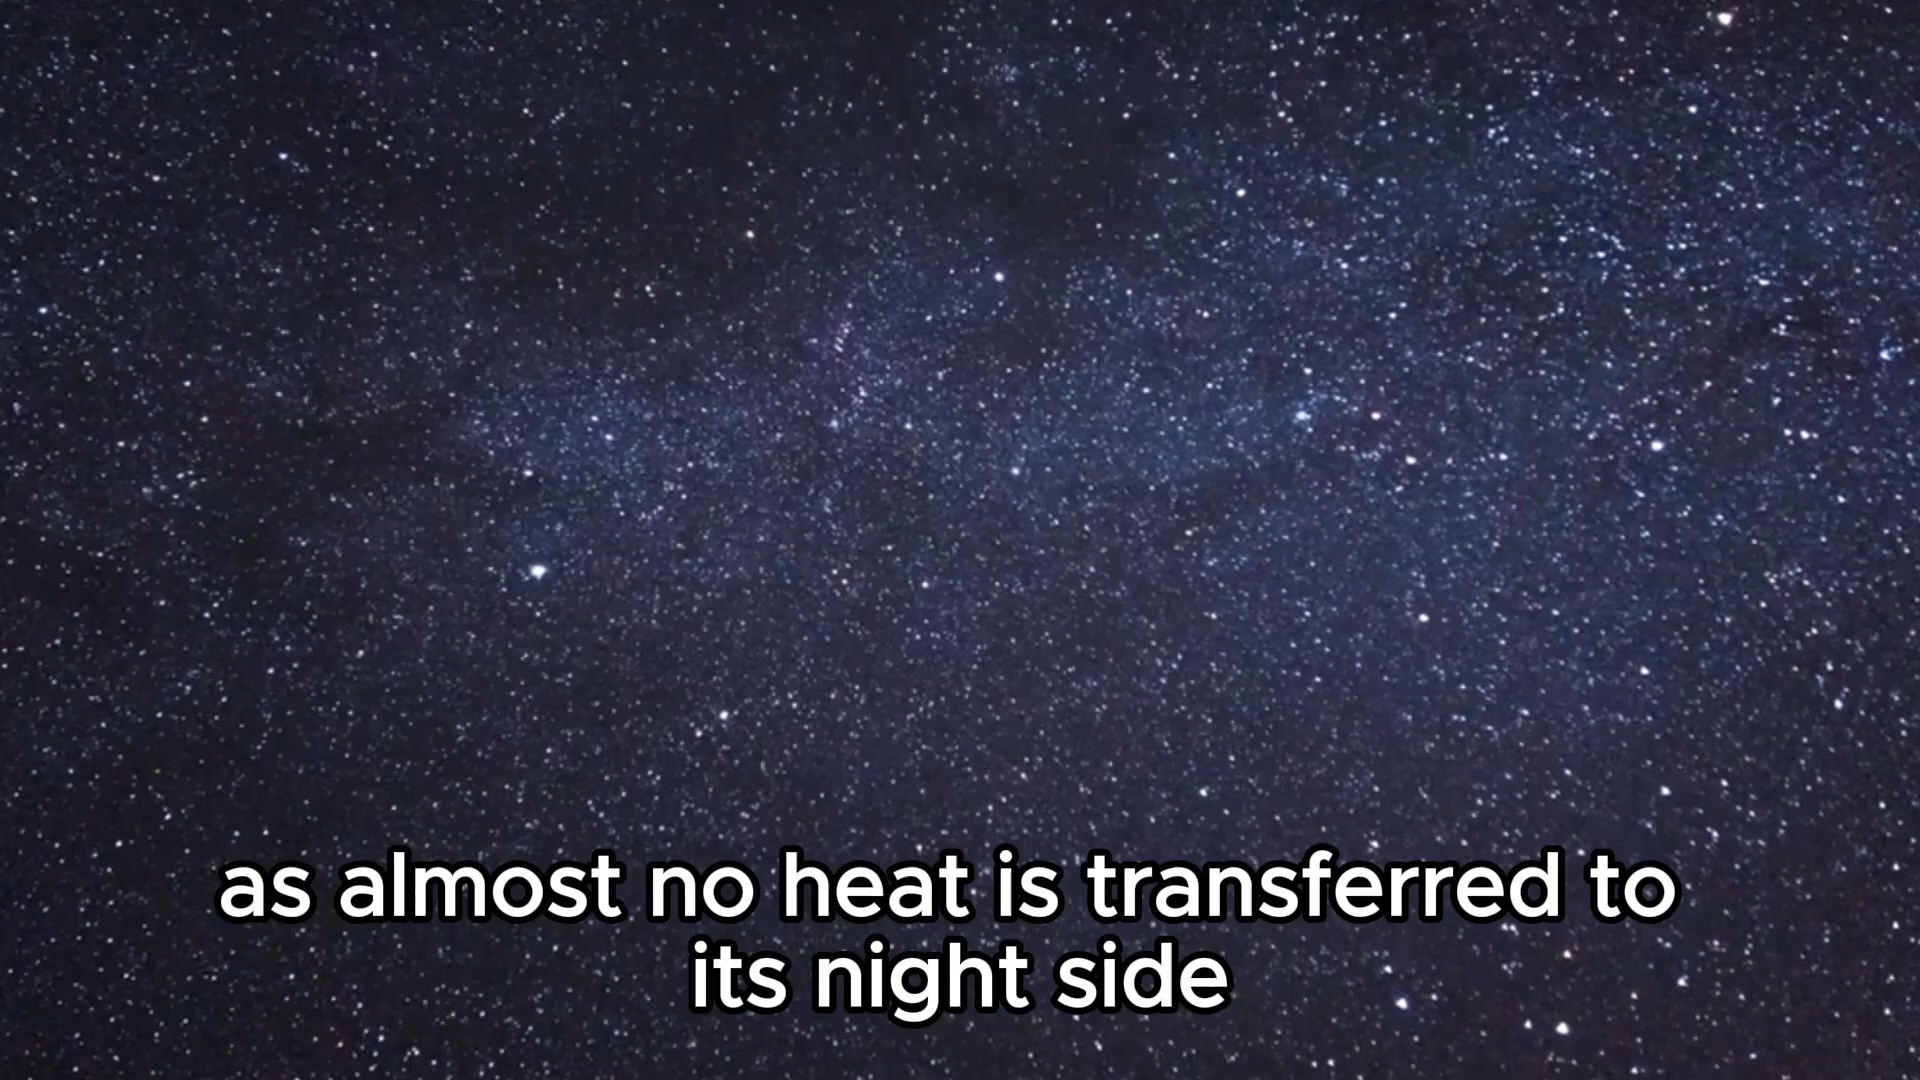 as almost no heat is transferred to
its night side